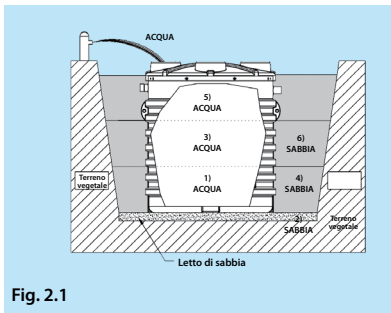 ACQUA
5)
ACQUA
3)
ACQUA
6)
SABBIA
Terreno
vegetale
1)
ACQUA
4)
SABBIA
2)
SABBIA
Terreno
vegetale
Letto di sabbia
Fig. 2.1